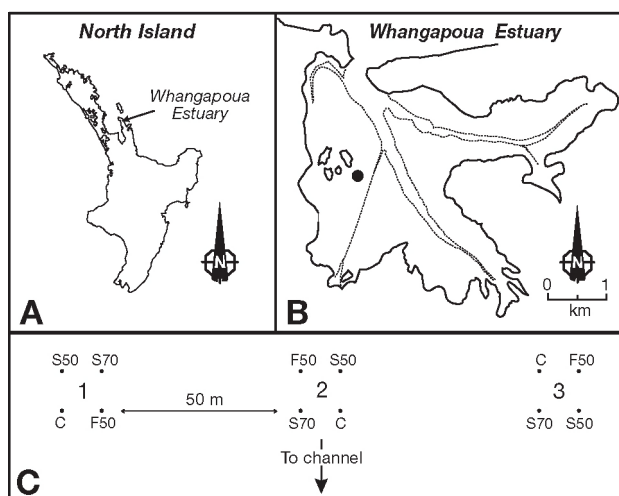 North Island
Whangapoua
Estuary
N
A
Whangapoua Estuary
N
0 1
km
B
S50 S70 F50 S50 C F50
1 2 3
50 m
C F50 S70 C S70 S50
To channel
C